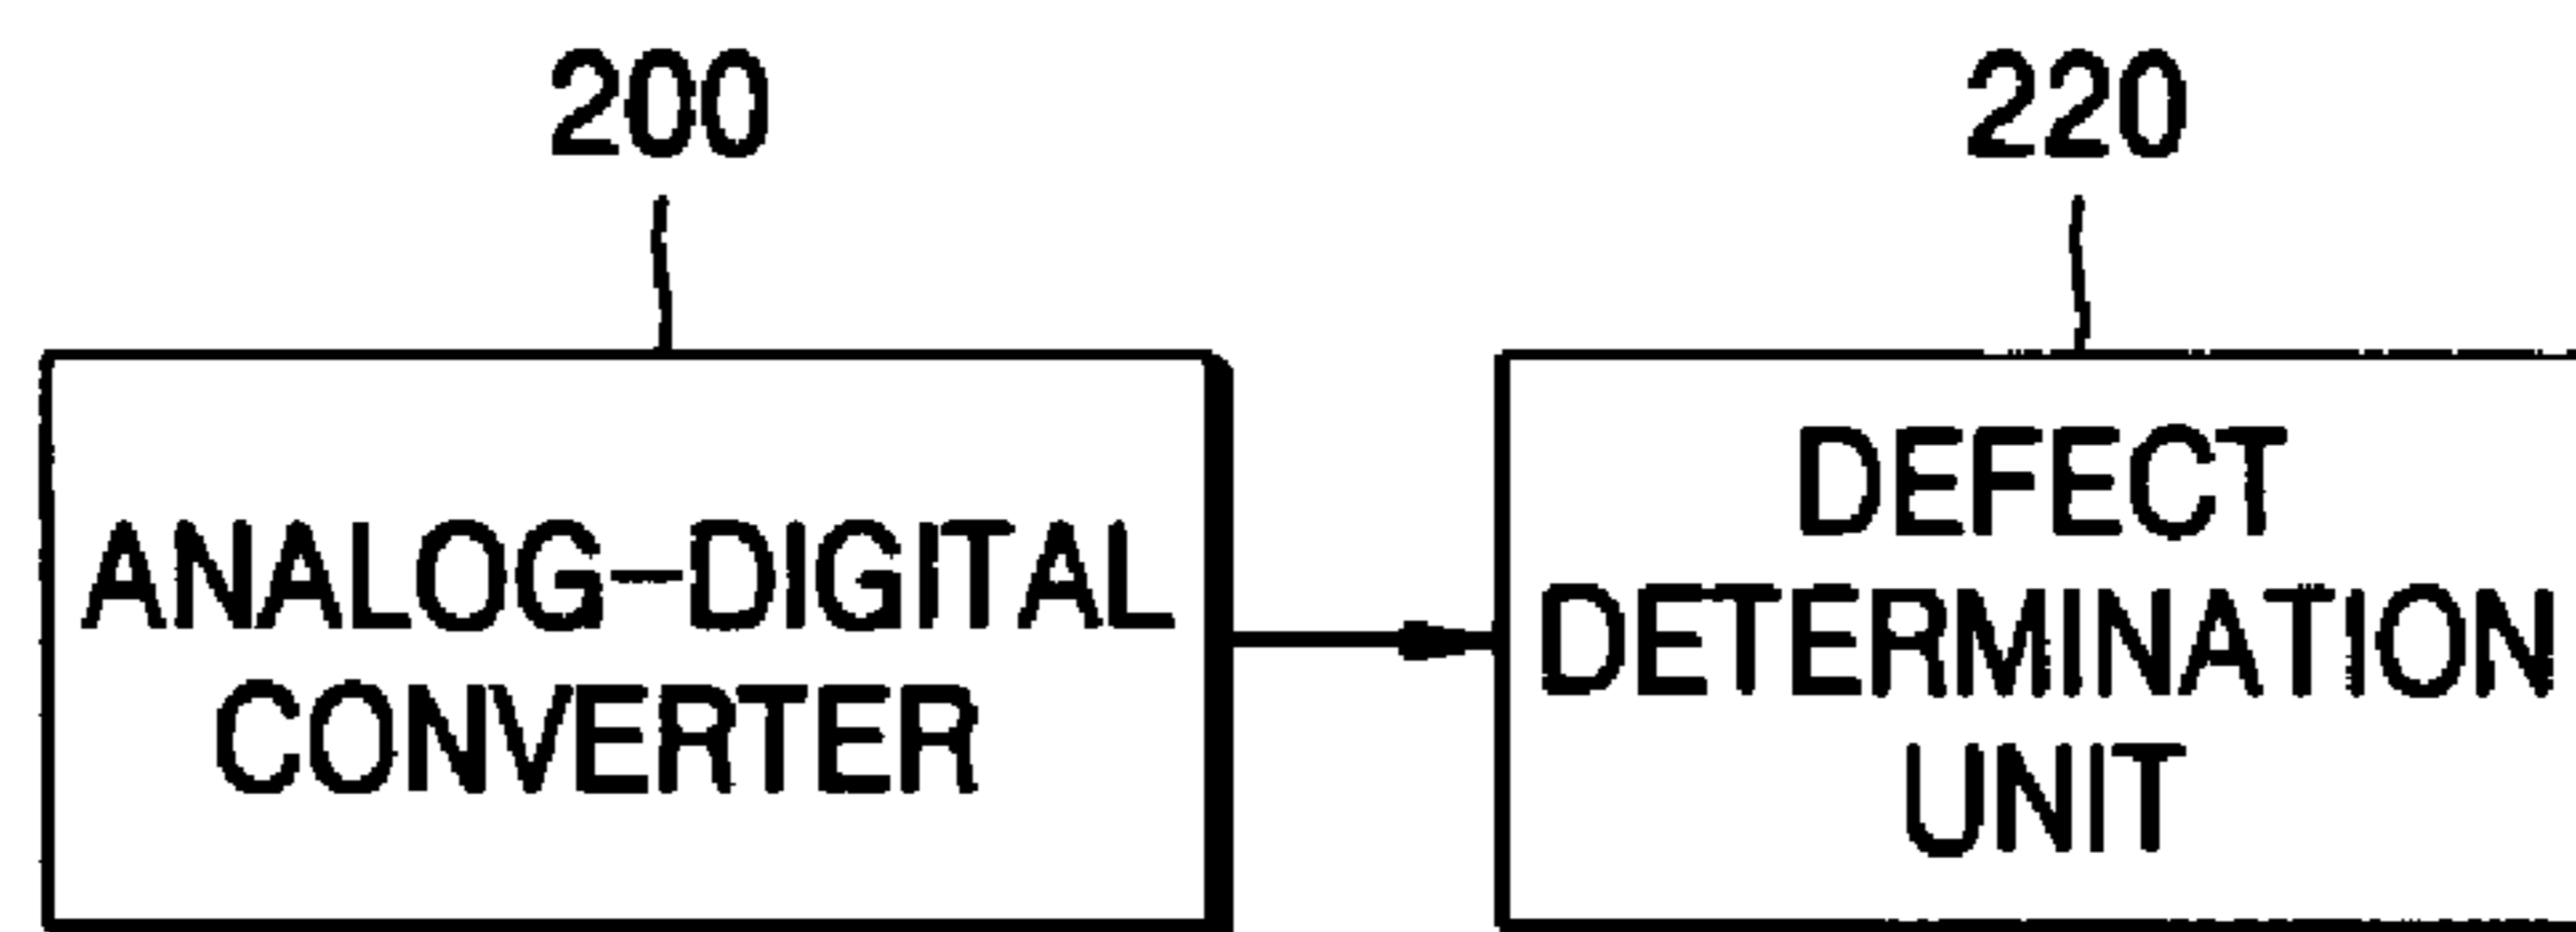 200
220
ANALOG-DIGITAL
CONVERTER
DEFECT
DETERMINATION
UNIT